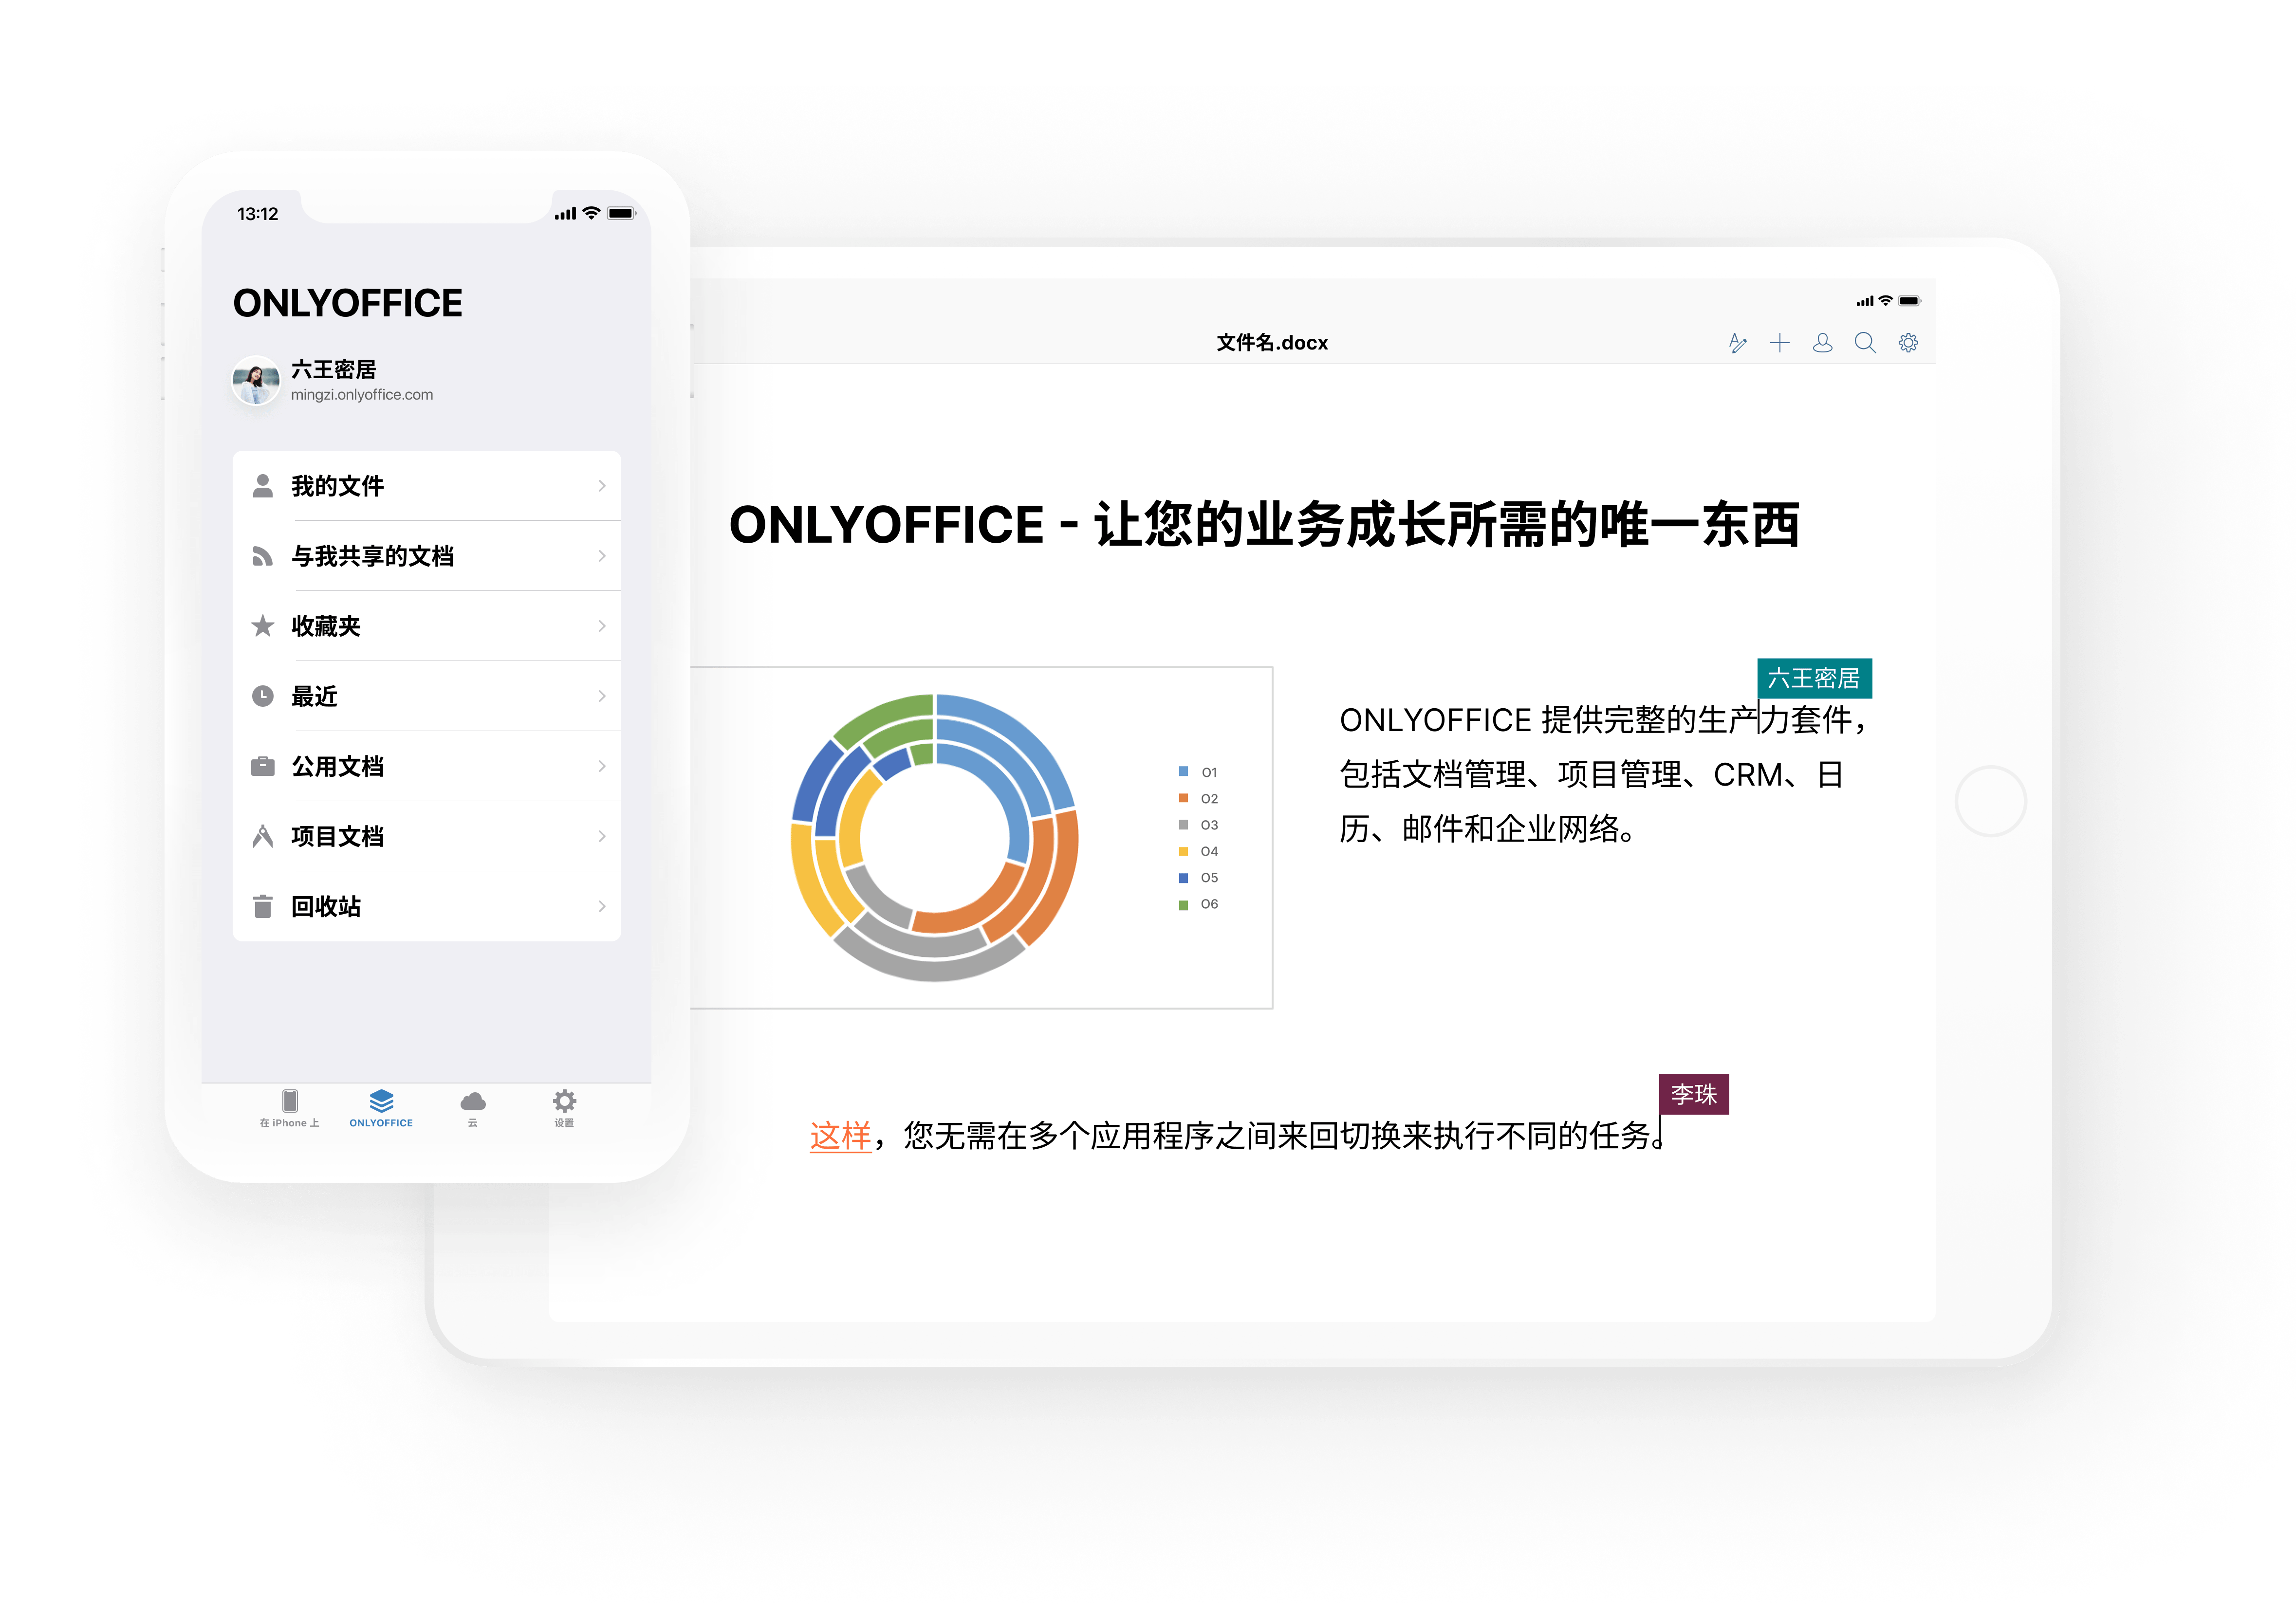 13:12
ONLYOFFICE
六王密居
mingzi.onlyoffice.com
我的文件
与我共享的文档
收藏夹
最近
公用文档
项目文档
回收站
在 iPhone 上
ONLYOFFICE
云
设置
文件名.docx
ONLYOFFICE - 让您的业务成长所需的唯一东西
O1
O2
O3
O4
O5
O6
六王密居
ONLYOFFICE 提供完整的生产力套件，
包括文档管理、项目管理、CRM、日
历、邮件和企业网络。
李珠
这样，您无需在多个应用程序之间来回切换来执行不同的任务。